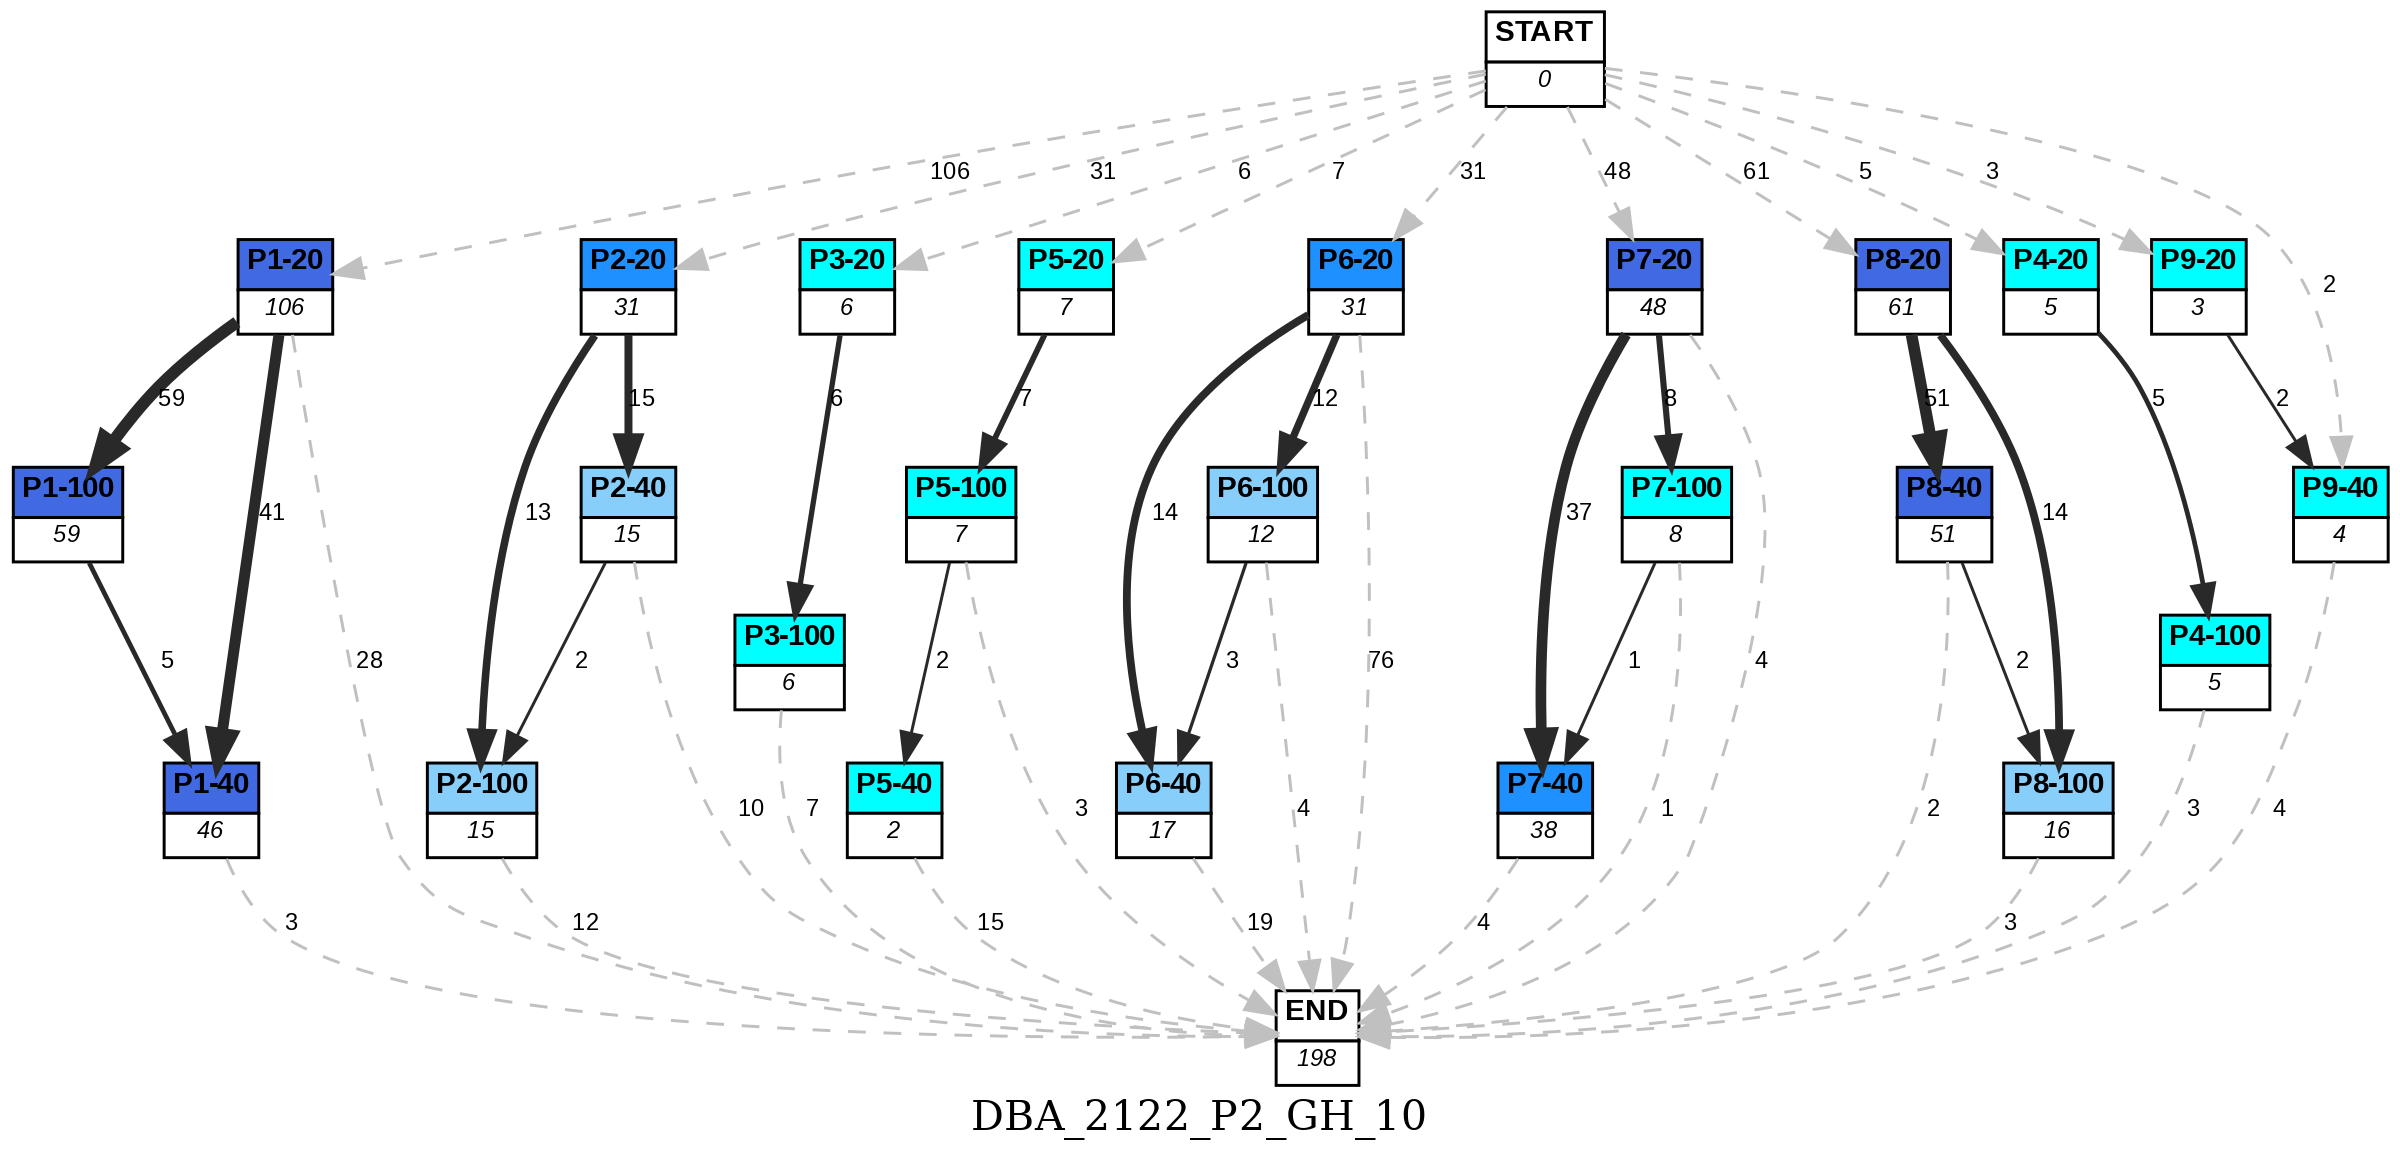 START
0
106
31
6
7
31
48
61
5
3
2
P1-20
106
P2-20
31
P3-20
6
P5-20
7
P6-20
31
P7-20
48
P8-20
61
P4-20
5
P9-20
3
59
15
6
7
12
8
51
5
2
P1-100
59
41
13
P2-40
15
P5-100
7
14
P6-100
12
37
P7-100
8
P8-40
51
14
P9-40
4
5
28
2
P3-100
6
2
3
76
1
4
2
P4-100
5
P1-40
46
P2-100
15
10
7
P5-40
2
3
P6-40
17
4
P7-40
38
1
2
P8-100
16
3
4
3
12
15
19
4
3
END
198
DBA_2122_P2_GH_10